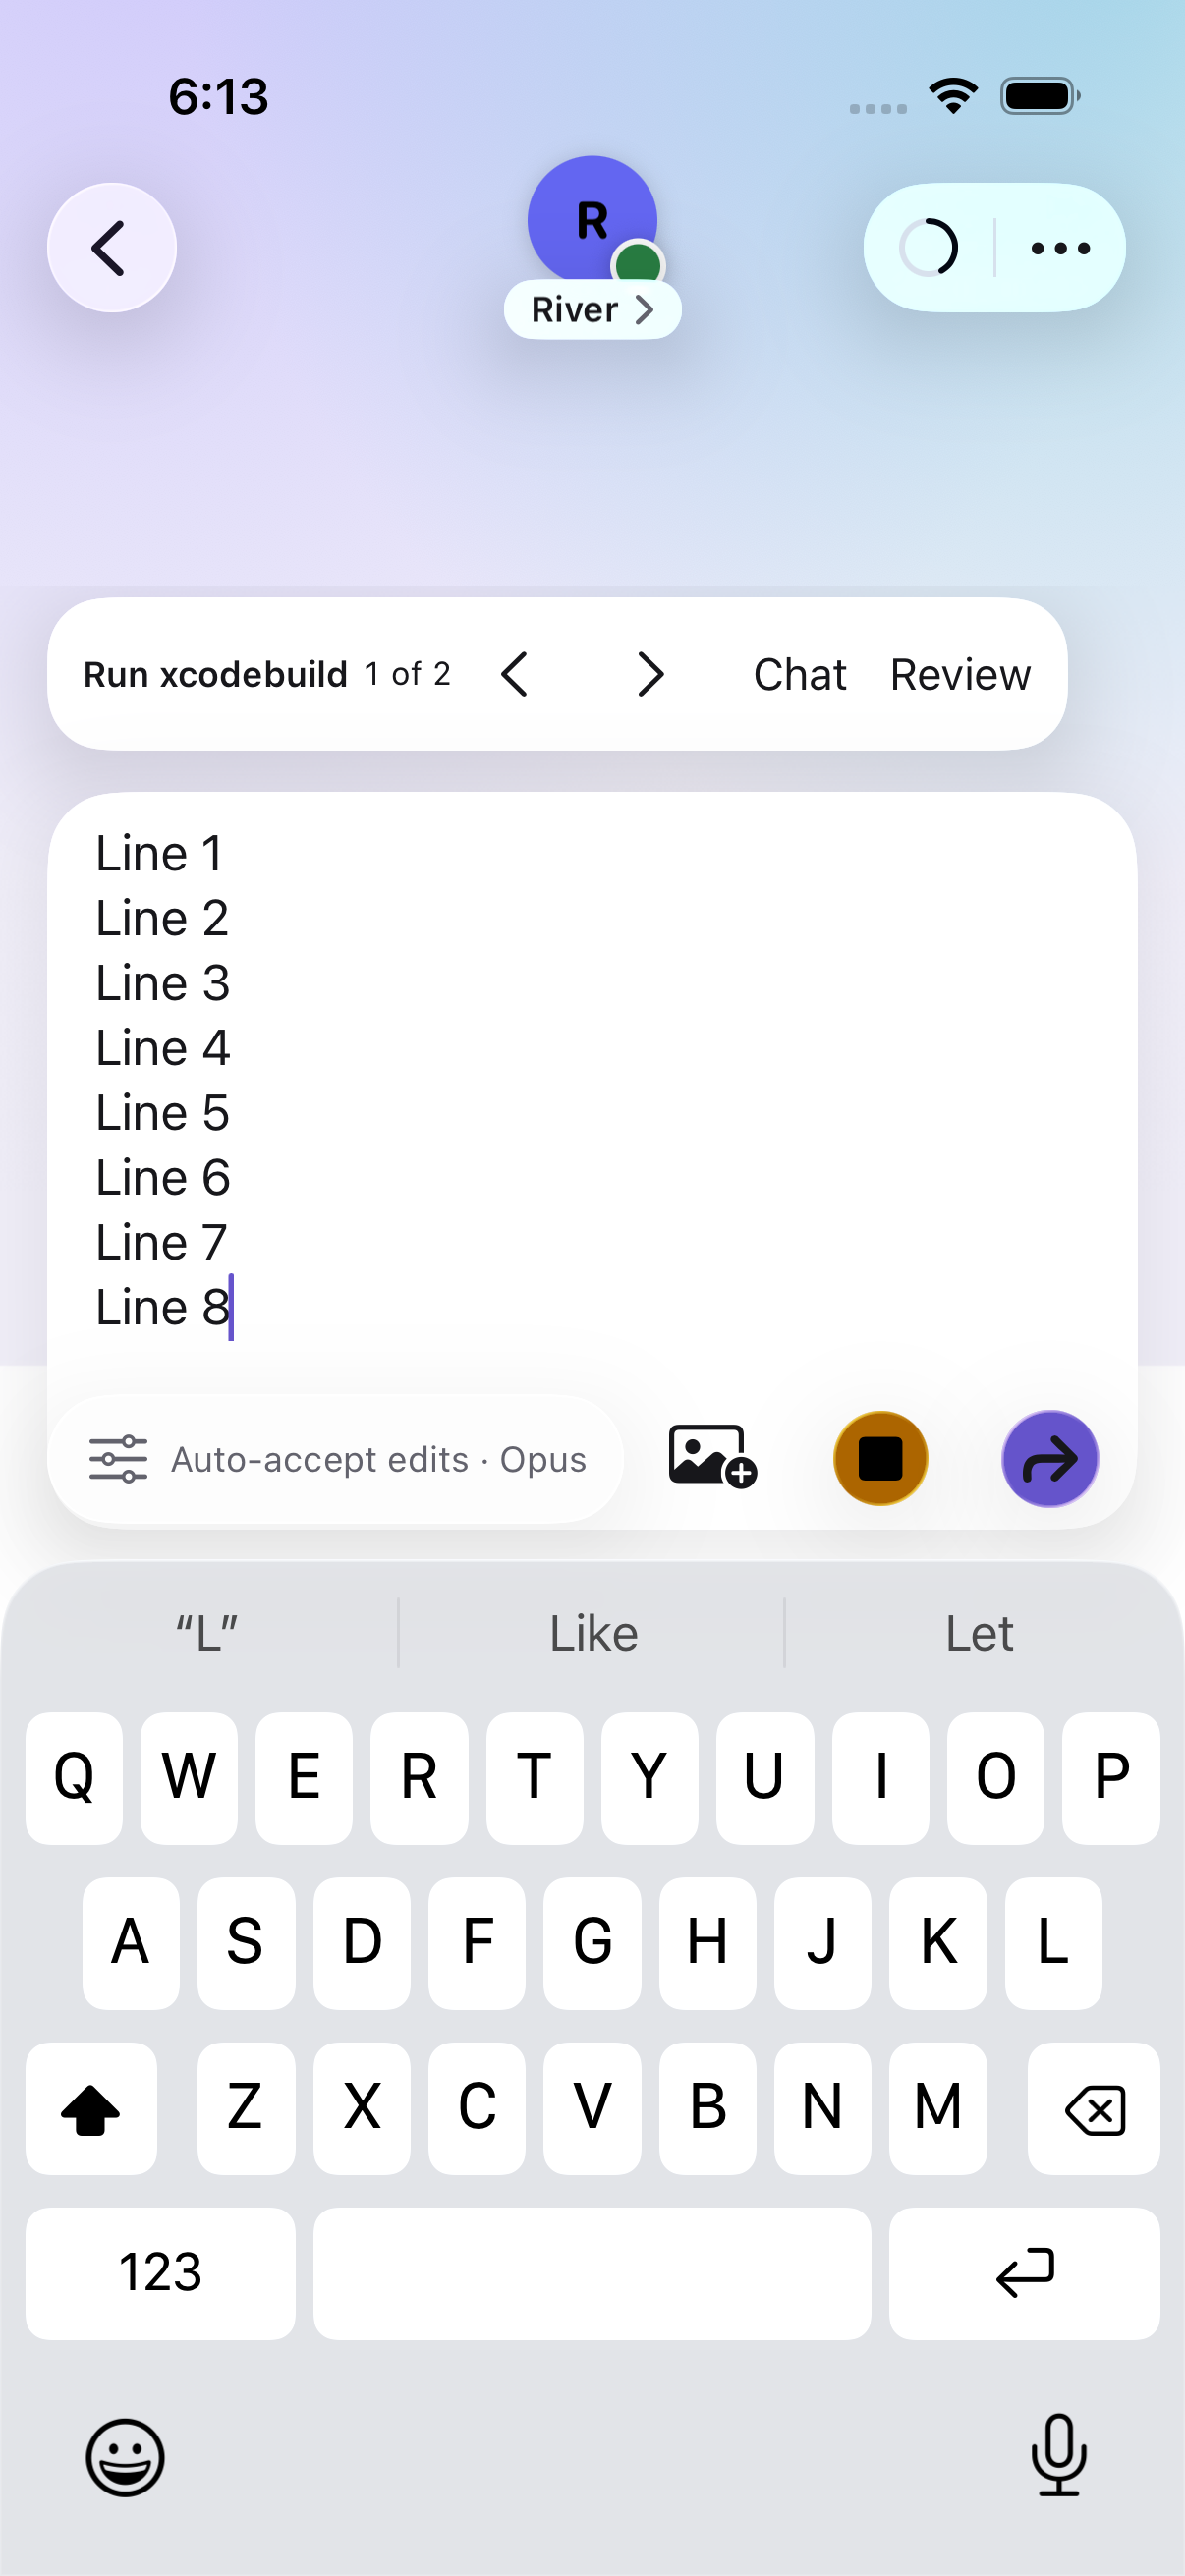 6:13
R
River
Run xcodebuild 1 of 2 Chat Review
Line 1
Line 2
Line 3
Line 4
Line 5
Line 6
Line 7
Line 8
Auto-accept edits · Opus
“L” Like Let
Q W E R T Y U I O P
A S D F G H J K L
Z X C V B N M
123